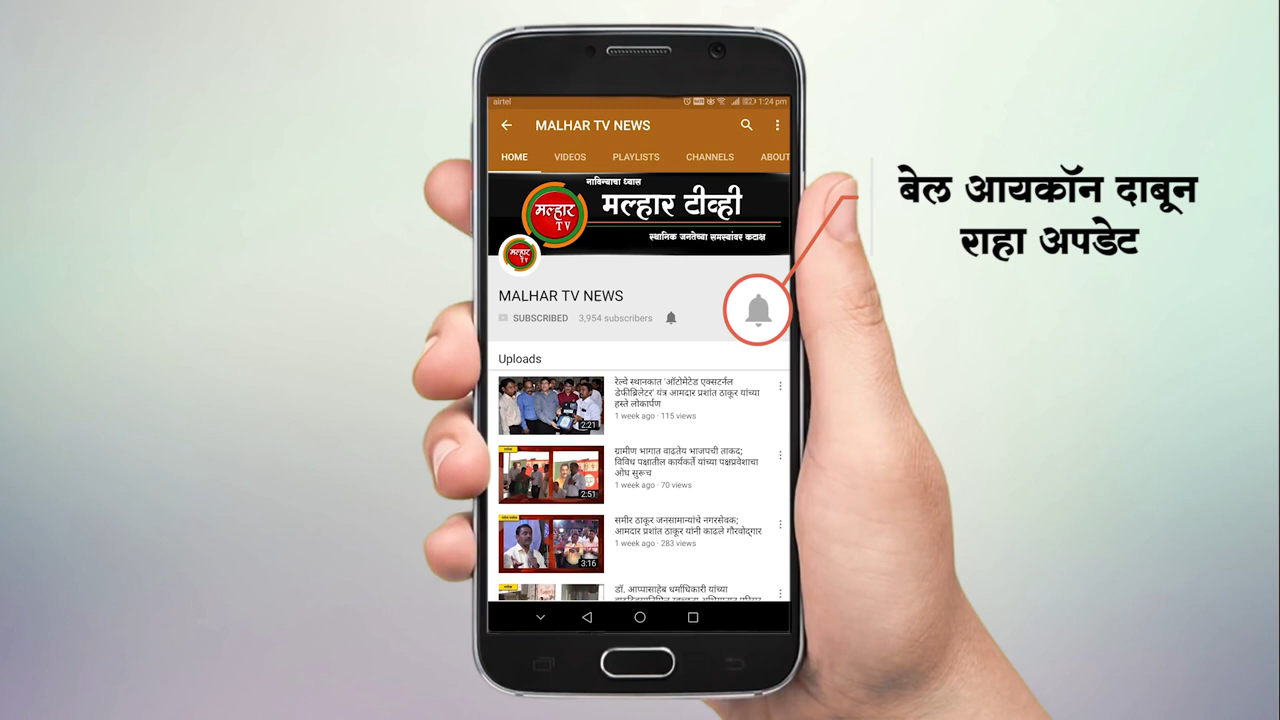 airtel
1:24 pm
MALHAR TV NEWS
HOME VIDEOS PLAYLISTS CHANNELS ABOUT
नाविन्याचा ध्यास
मल्हार टीव्ही
मल्हार
TV
स्थानिक जनतेच्या समस्यांवर कटाक्ष
मल्हार
TV
MALHAR TV NEWS
SUBSCRIBED 3,954 subscribers
बेल आयकॉन दाबून
राहा अपडेट
Uploads
रेल्वे स्थानकात 'ऑटोमेटेड एक्सटर्नल
डेफीब्रिलेटर' यंत्र आमदार प्रशांत ठाकूर यांच्या
हस्ते लोकार्पण
1 week ago · 115 views
2:21
ग्रामीण भागात वाढतेय भाजपची ताकद;
विविध पक्षातील कार्यकर्ते यांच्या पक्षप्रवेशाचा
ओघ सुरूच
1 week ago · 70 views
2:51
समीर ठाकूर जनसामान्यांचे नगरसेवक;
आमदार प्रशांत ठाकूर यांनी काढले गौरवोद्गार
1 week ago · 283 views
3:16
डॉ. आप्पासाहेब धर्माधिकारी यांच्या